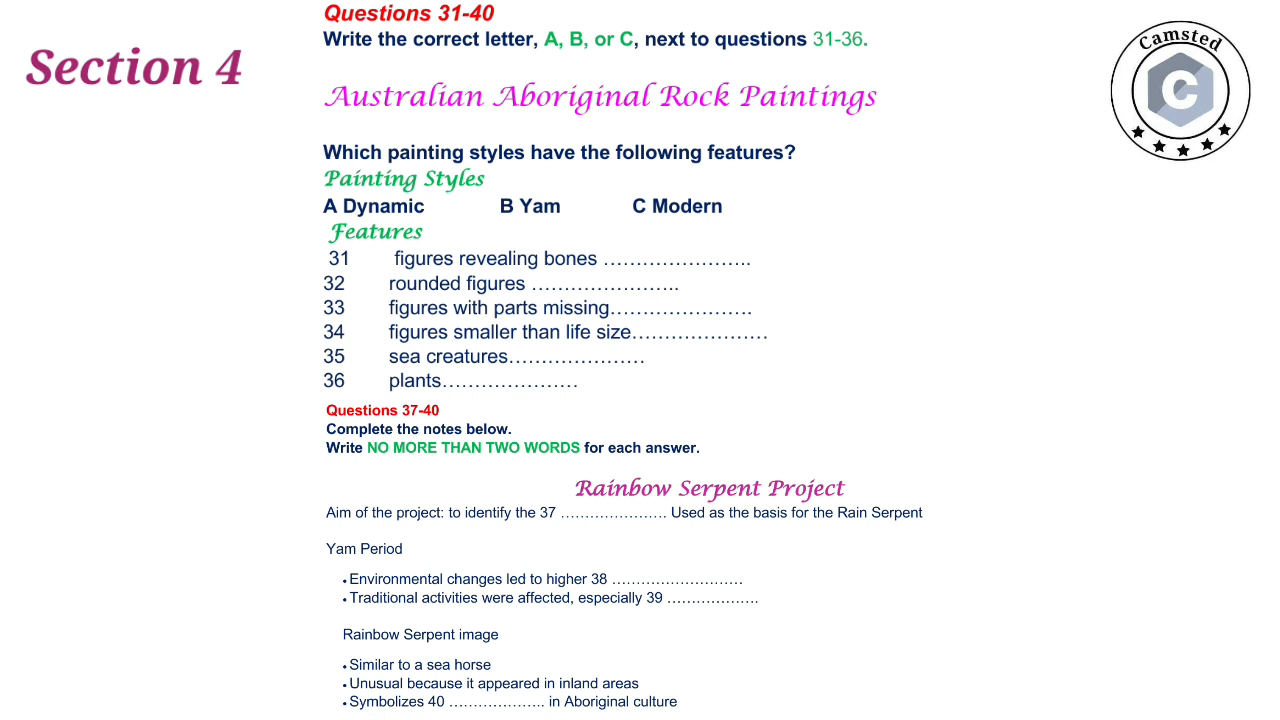 Section 4
Questions 31-40
Write the correct letter, A, B, or C, next to questions 31-36.
Camsted
C
Australian Aboriginal Rock Paintings
Which painting styles have the following features?
Painting Styles
A Dynamic B Yam C Modern
Features
31 figures revealing bones …………………..
32 rounded figures …………………..
33 figures with parts missing………………….
34 figures smaller than life size…………………
35 sea creatures…………………
36 plants…………………
Questions 37-40
Complete the notes below.
Write NO MORE THAN TWO WORDS for each answer.
Rainbow Serpent Project
Aim of the project: to identify the 37 …………………. Used as the basis for the Rain Serpent
Yam Period
• Environmental changes led to higher 38 ………………………
• Traditional activities were affected, especially 39 ……………….
Rainbow Serpent image
• Similar to a sea horse
• Unusual because it appeared in inland areas
• Symbolizes 40 ……………….. in Aboriginal culture